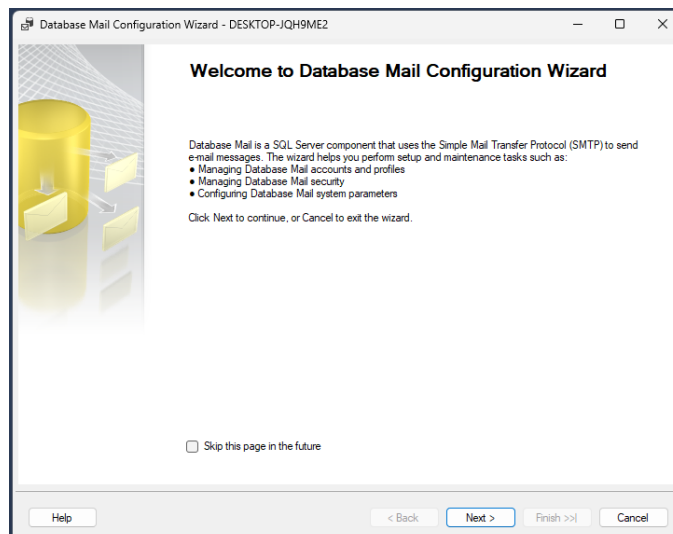 Database Mail Configuration Wizard - DESKTOP-JQH9ME2
Welcome to Database Mail Configuration Wizard
Database Mail is a SQL Server component that uses the Simple Mail Transfer Protocol (SMTP) to send
e-mail messages. The wizard helps you perform setup and maintenance tasks such as:
● Managing Database Mail accounts and profiles
● Managing Database Mail security
● Configuring Database Mail system parameters
Click Next to continue, or Cancel to exit the wizard.
Skip this page in the future
Help
< Back
Next >
Finish >>|
Cancel